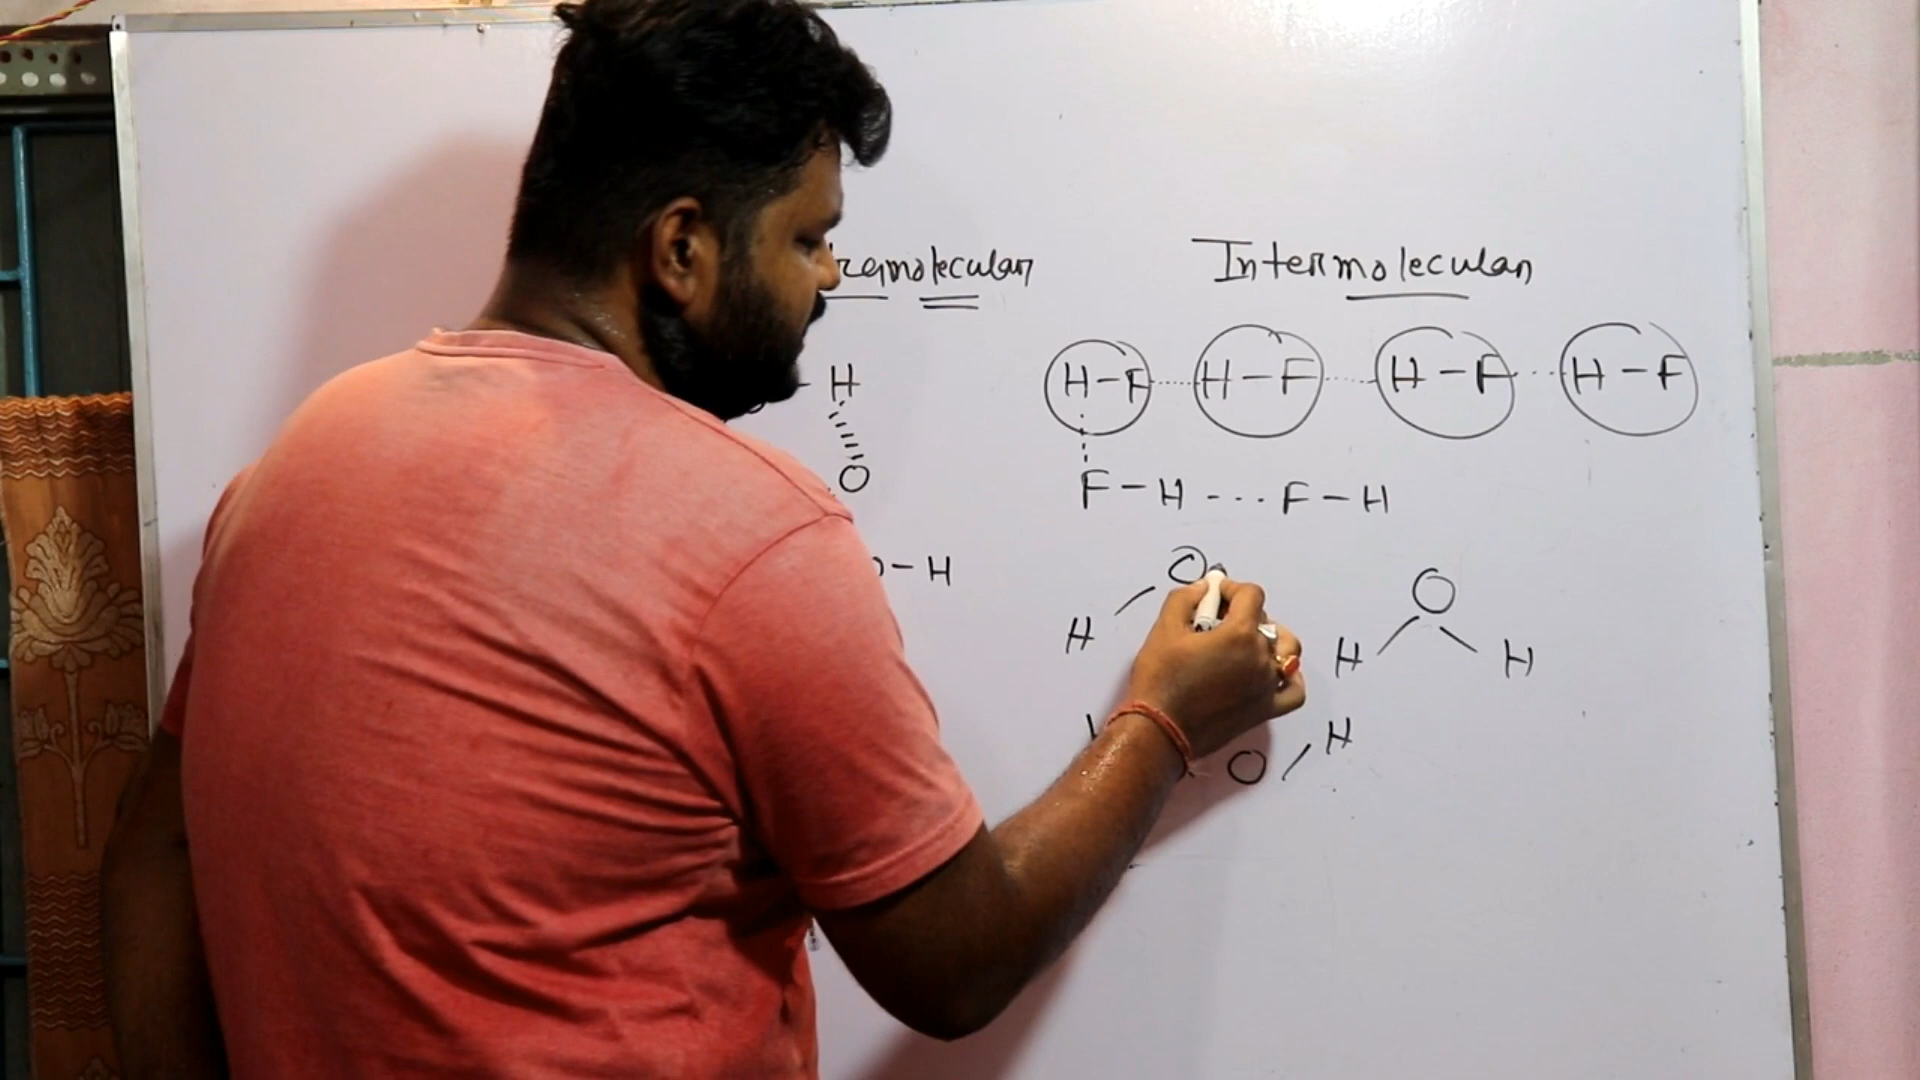 Intermolecular
H
H-F ..... H-F ..... H-F ..... H-F
O
F-H ---- F-H
-H
O
O
H
H
H
H
O